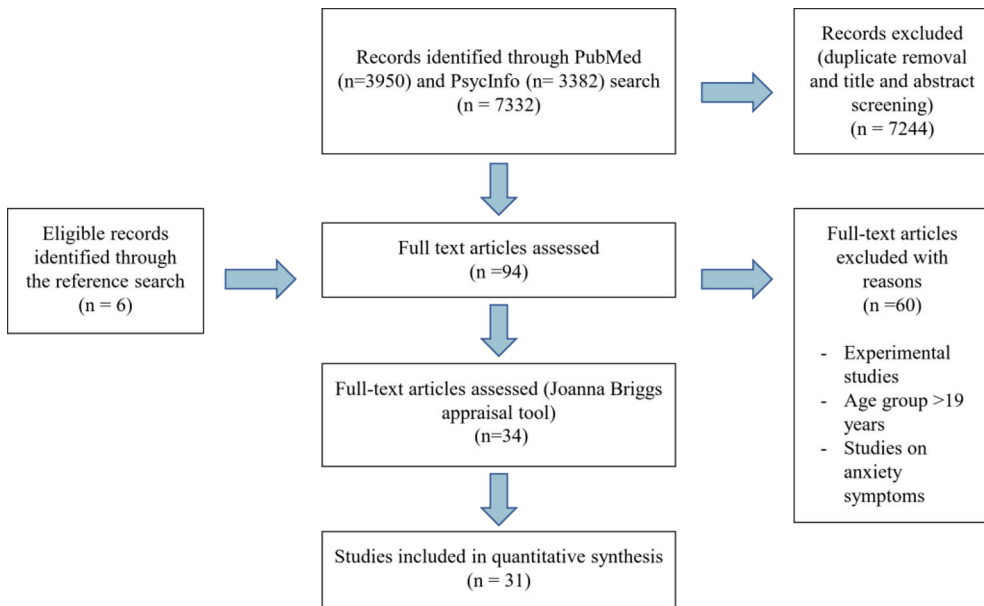 Records identified through PubMed
(n=3950) and PsycInfo (n= 3382) search
(n = 7332)
Records excluded
(duplicate removal
and title and abstract
screening)
(n = 7244)
Eligible records
identified through
the reference search
(n = 6)
Full text articles assessed
(n =94)
Full-text articles
excluded with
reasons
(n =60)
- Experimental
studies
- Age group >19
years
- Studies on
anxiety
symptoms
Full-text articles assessed (Joanna Briggs
appraisal tool)
(n=34)
Studies included in quantitative synthesis
(n = 31)